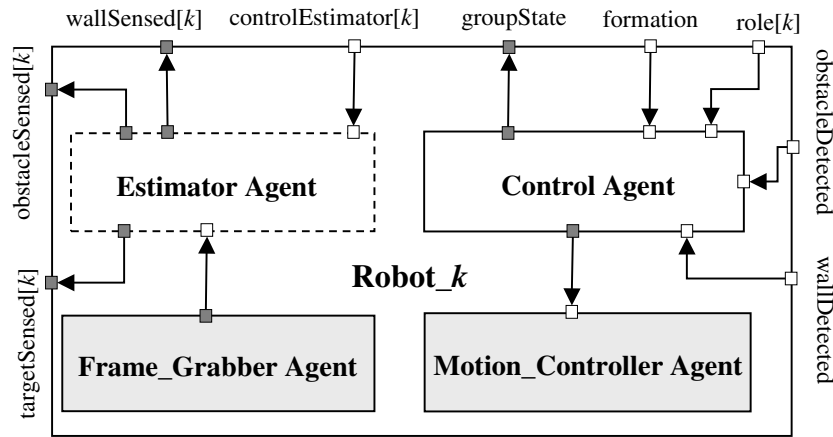 wallSensed[k]
controlEstimator[k]
groupState
formation
role[k]
obstacleSensed[k]
obstacleDetected
Estimator Agent
Control Agent
Robot_k
targetSensed[k]
wallDetected
Frame_Grabber Agent
Motion_Controller Agent